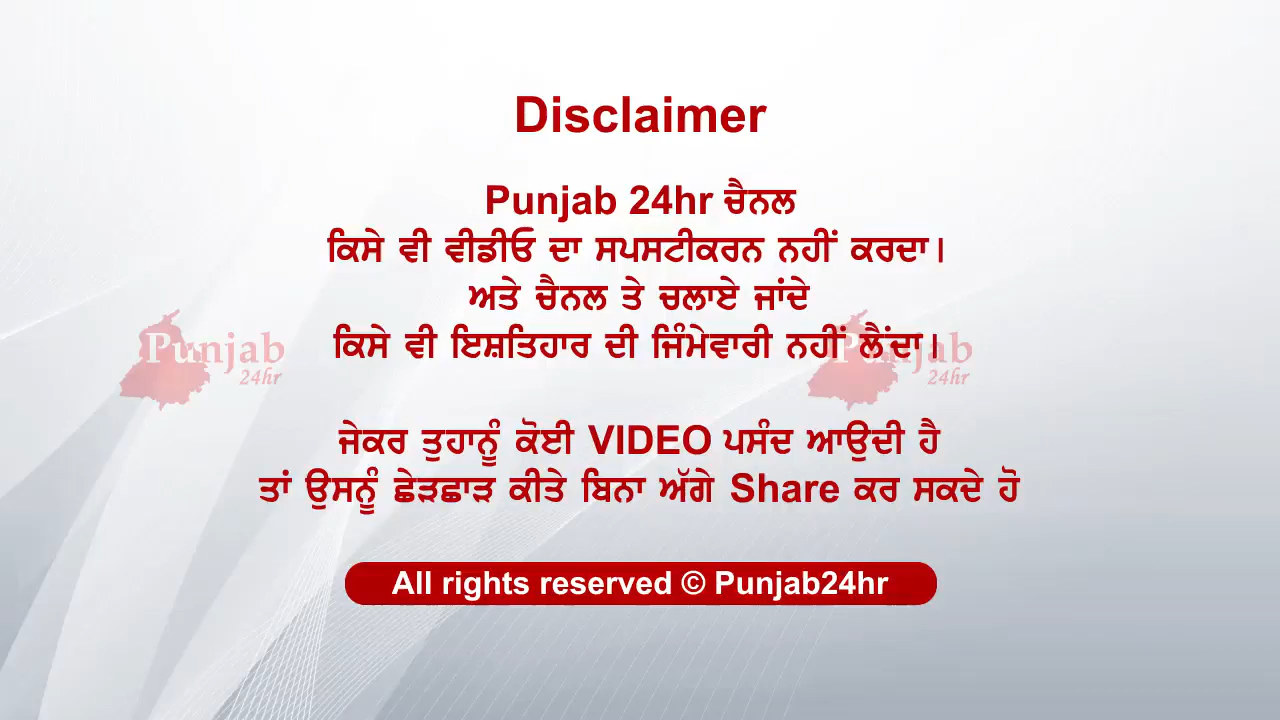 Disclaimer
Punjab 24hr ਚੈਨਲ
ਕਿਸੇ ਵੀ ਵੀਡੀਓ ਦਾ ਸਪਸਟੀਕਰਨ ਨਹੀਂ ਕਰਦਾ।
ਅਤੇ ਚੈਨਲ ਤੇ ਚਲਾਏ ਜਾਂਦੇ
ਕਿਸੇ ਵੀ ਇਸ਼ਤਿਹਾਰ ਦੀ ਜਿੰਮੇਵਾਰੀ ਨਹੀਂ ਲੈਂਦਾ।
Punjab
24hr
Punjab
24hr
ਜੇਕਰ ਤੁਹਾਨੂੰ ਕੋਈ VIDEO ਪਸੰਦ ਆਉਦੀ ਹੈ
ਤਾਂ ਉਸਨੂੰ ਛੇੜਛਾੜ ਕੀਤੇ ਬਿਨਾ ਅੱਗੇ Share ਕਰ ਸਕਦੇ ਹੋ
All rights reserved © Punjab24hr